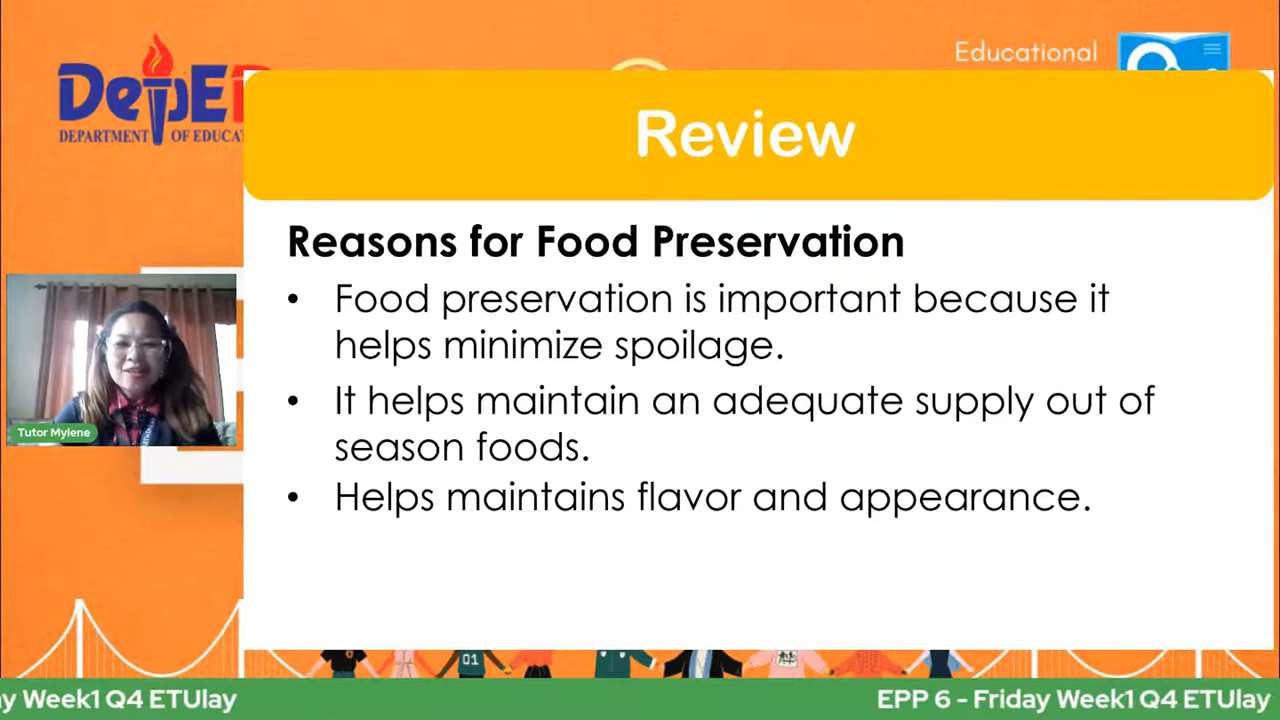 DepE
DEPARTMENT OF EDUCA
Educational
Review
Reasons for Food Preservation
• Food preservation is important because it
helps minimize spoilage.
• It helps maintain an adequate supply out of
season foods.
• Helps maintains flavor and appearance.
Tutor Mylene
01
y Week1 Q4 ETUlay
EPP 6 - Friday Week1 Q4 ETUlay